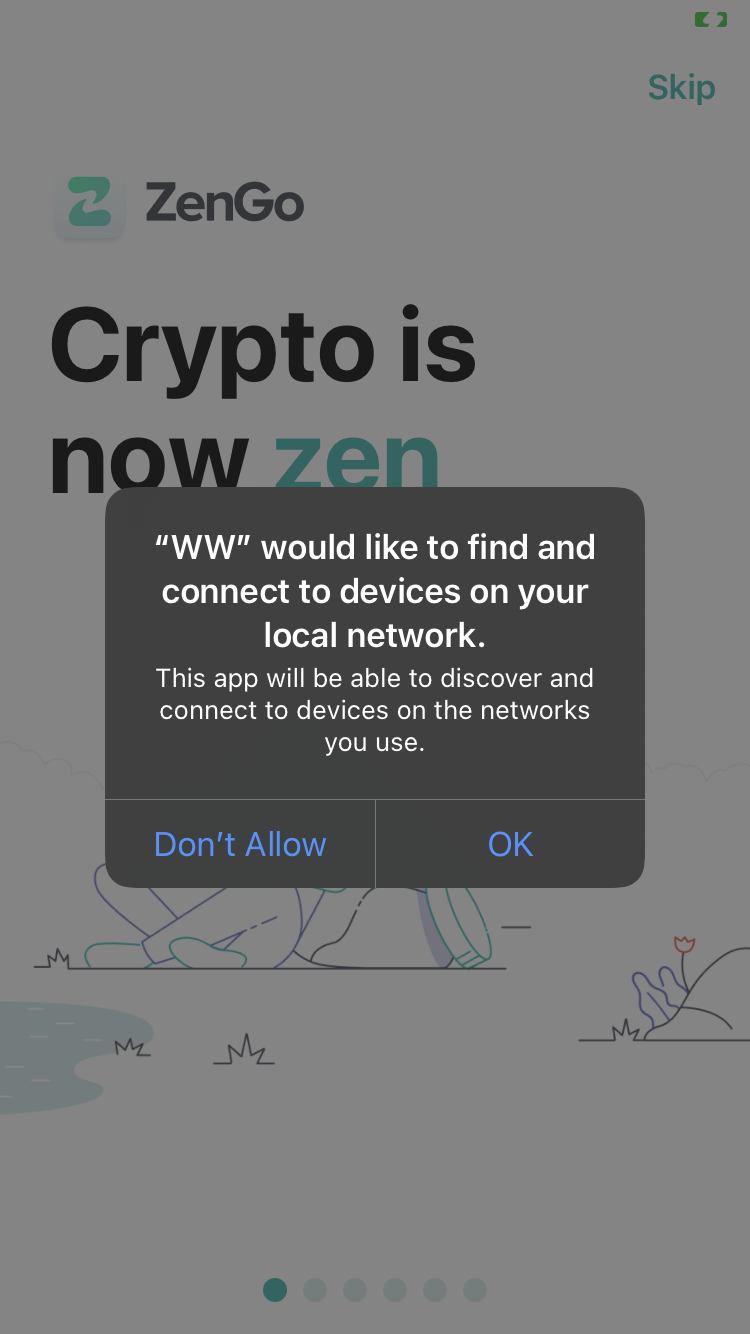 Skip
ZenGo
Crypto is
now zen
“WW” would like to find and
connect to devices on your
local network.
This app will be able to discover and
connect to devices on the networks
you use.
Don’t Allow
OK